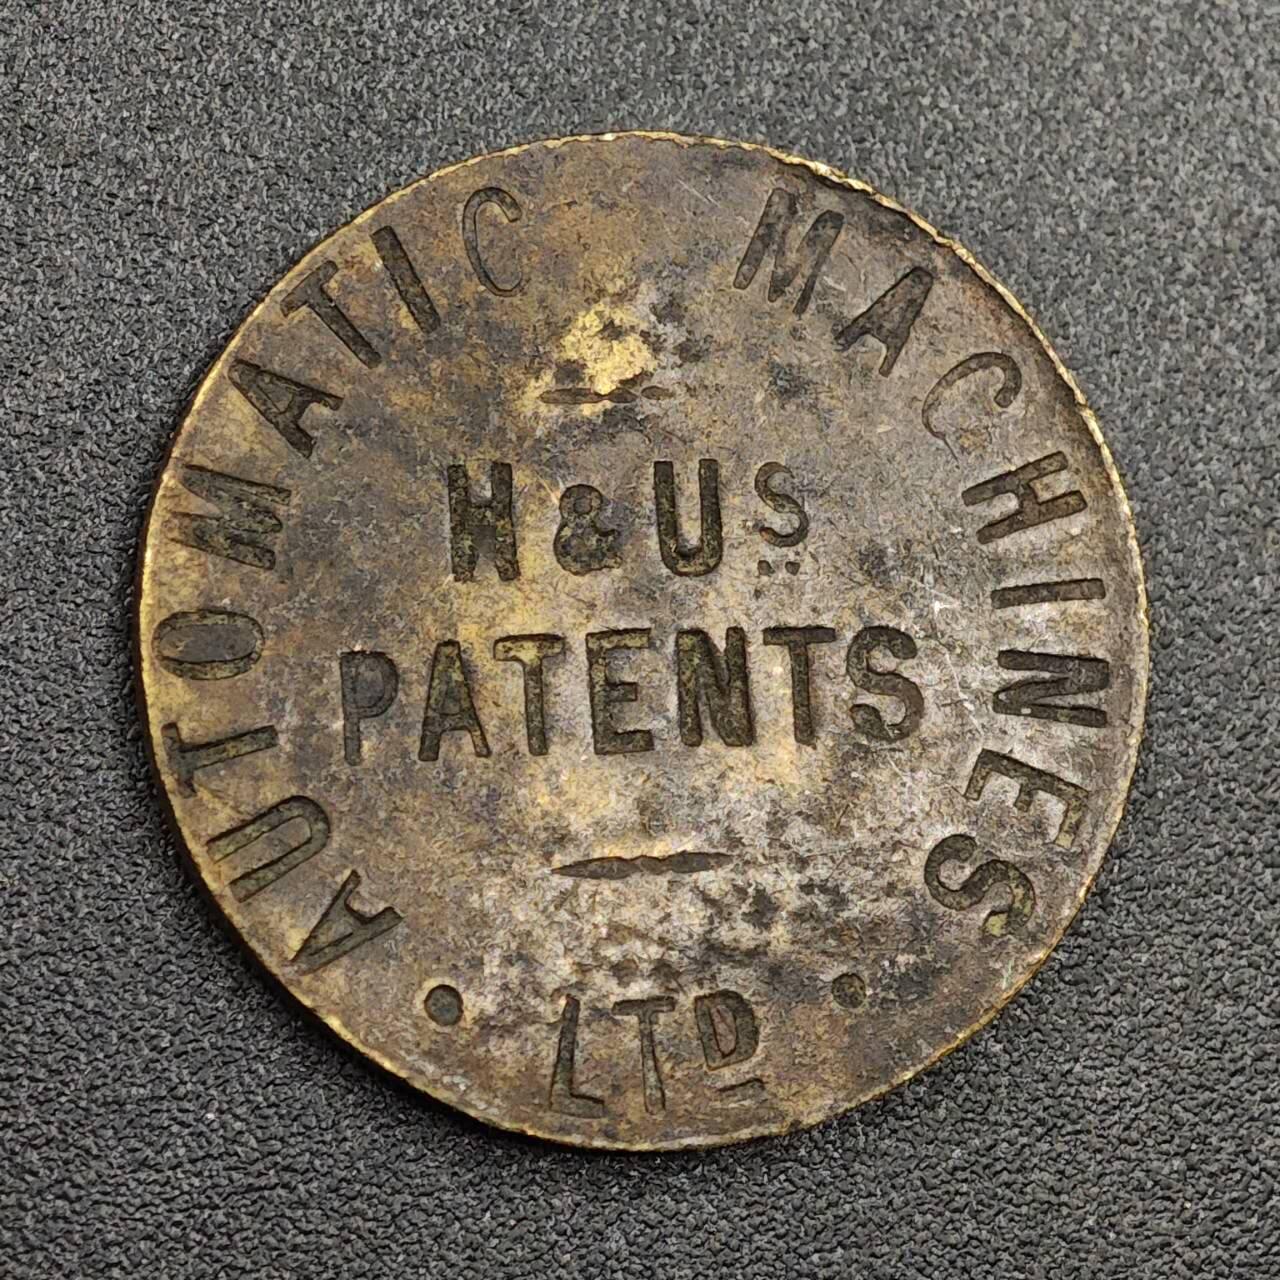 AUTOMATIC MACHINES
H & Us
PATENTS
• LTD •